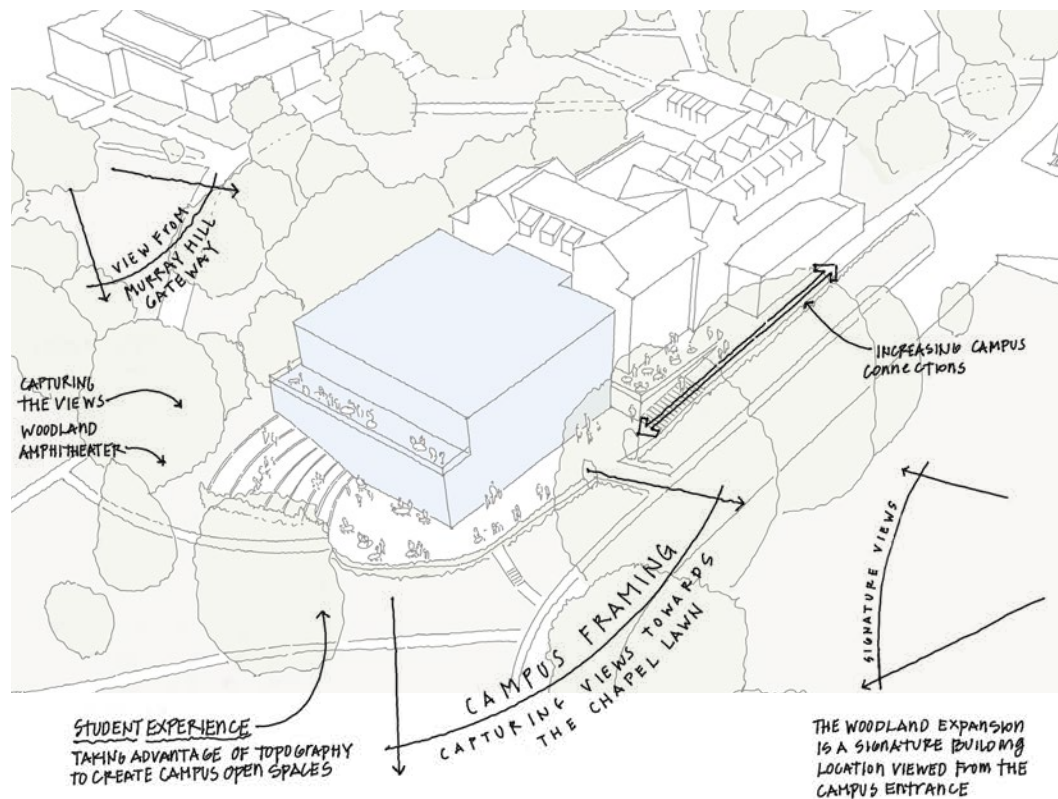 VIEW FROM
MURRAY HILL
GATEWAY
CAPTURING
THE VIEWS
WOODLAND
AMPHITHEATER
INCREASING CAMPUS
CONNECTIONS
SIGNATURE VIEWS
CAMPUS FRAMING
CAPTURING VIEWS TOWARDS
THE CHAPEL LAWN
STUDENT EXPERIENCE
TAKING ADVANTAGE OF TOPOGRAPHY
TO CREATE CAMPUS OPEN SPACES
THE WOODLAND EXPANSION
IS A SIGNATURE BUILDING
LOCATION VIEWED FROM THE
CAMPUS ENTRANCE